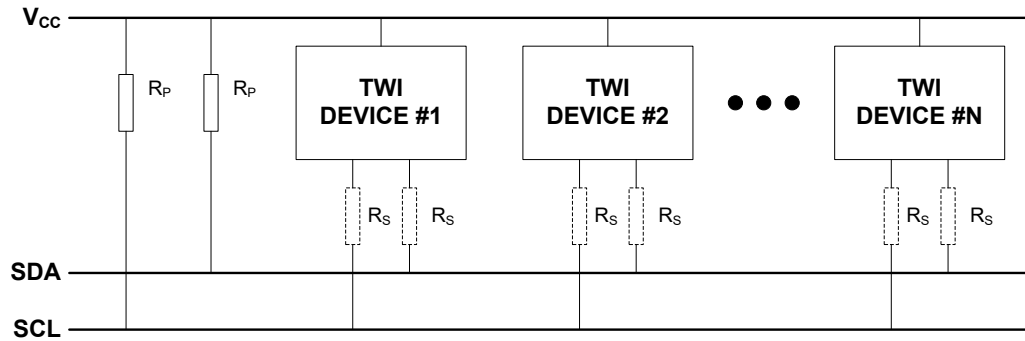 VCC
RP RP
TWI DEVICE #1
TWI DEVICE #2
TWI DEVICE #N
RS RS RS RS RS RS
SDA
SCL